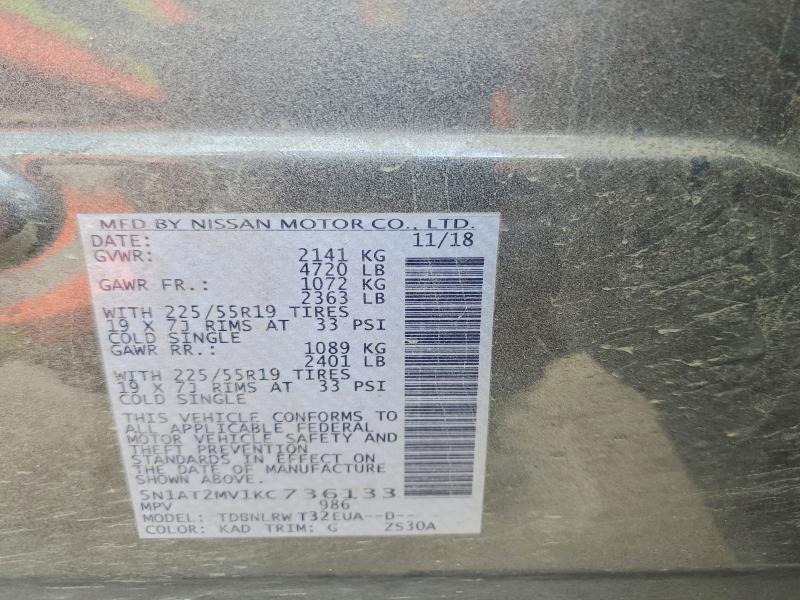 MFD BY NISSAN MOTOR CO., LTD.
DATE: 11/18
GVWR: 2141 KG
4720 LB
GAWR FR.: 1072 KG
2363 LB
WITH 225/55R19 TIRES
19 X 7J RIMS AT 33 PSI
COLD SINGLE
GAWR RR.: 1089 KG
2401 LB
WITH 225/55R19 TIRES
19 X 7J RIMS AT 33 PSI
COLD SINGLE
THIS VEHICLE CONFORMS TO
ALL APPLICABLE FEDERAL
MOTOR VEHICLE SAFETY AND
THEFT PREVENTION
STANDARDS IN EFFECT ON
THE DATE OF MANUFACTURE
SHOWN ABOVE.
5N1AT2MV1KC736133
MPV 986
MODEL: TDBNLRWT32EUA--D--
COLOR: KAD TRIM: G ZS30A